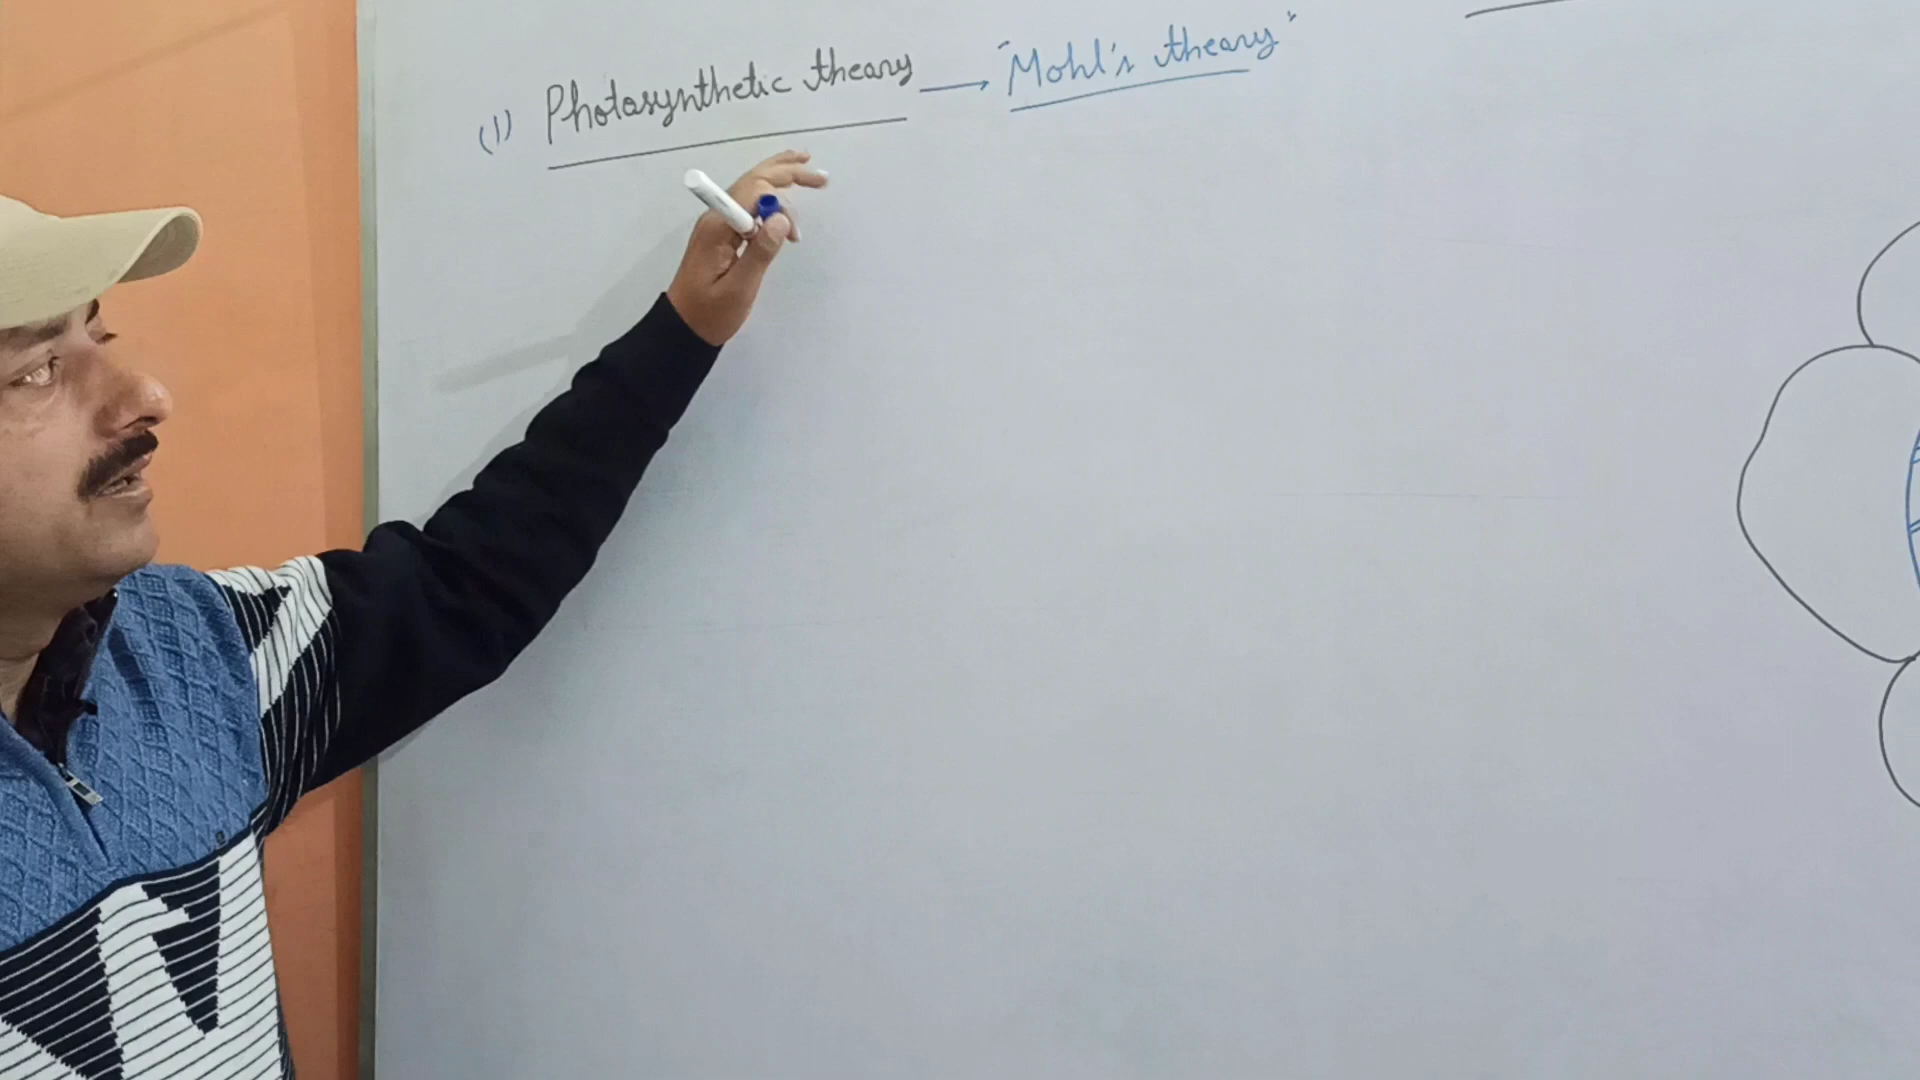 (1) Photosynthetic theory → "Mohl's theory"